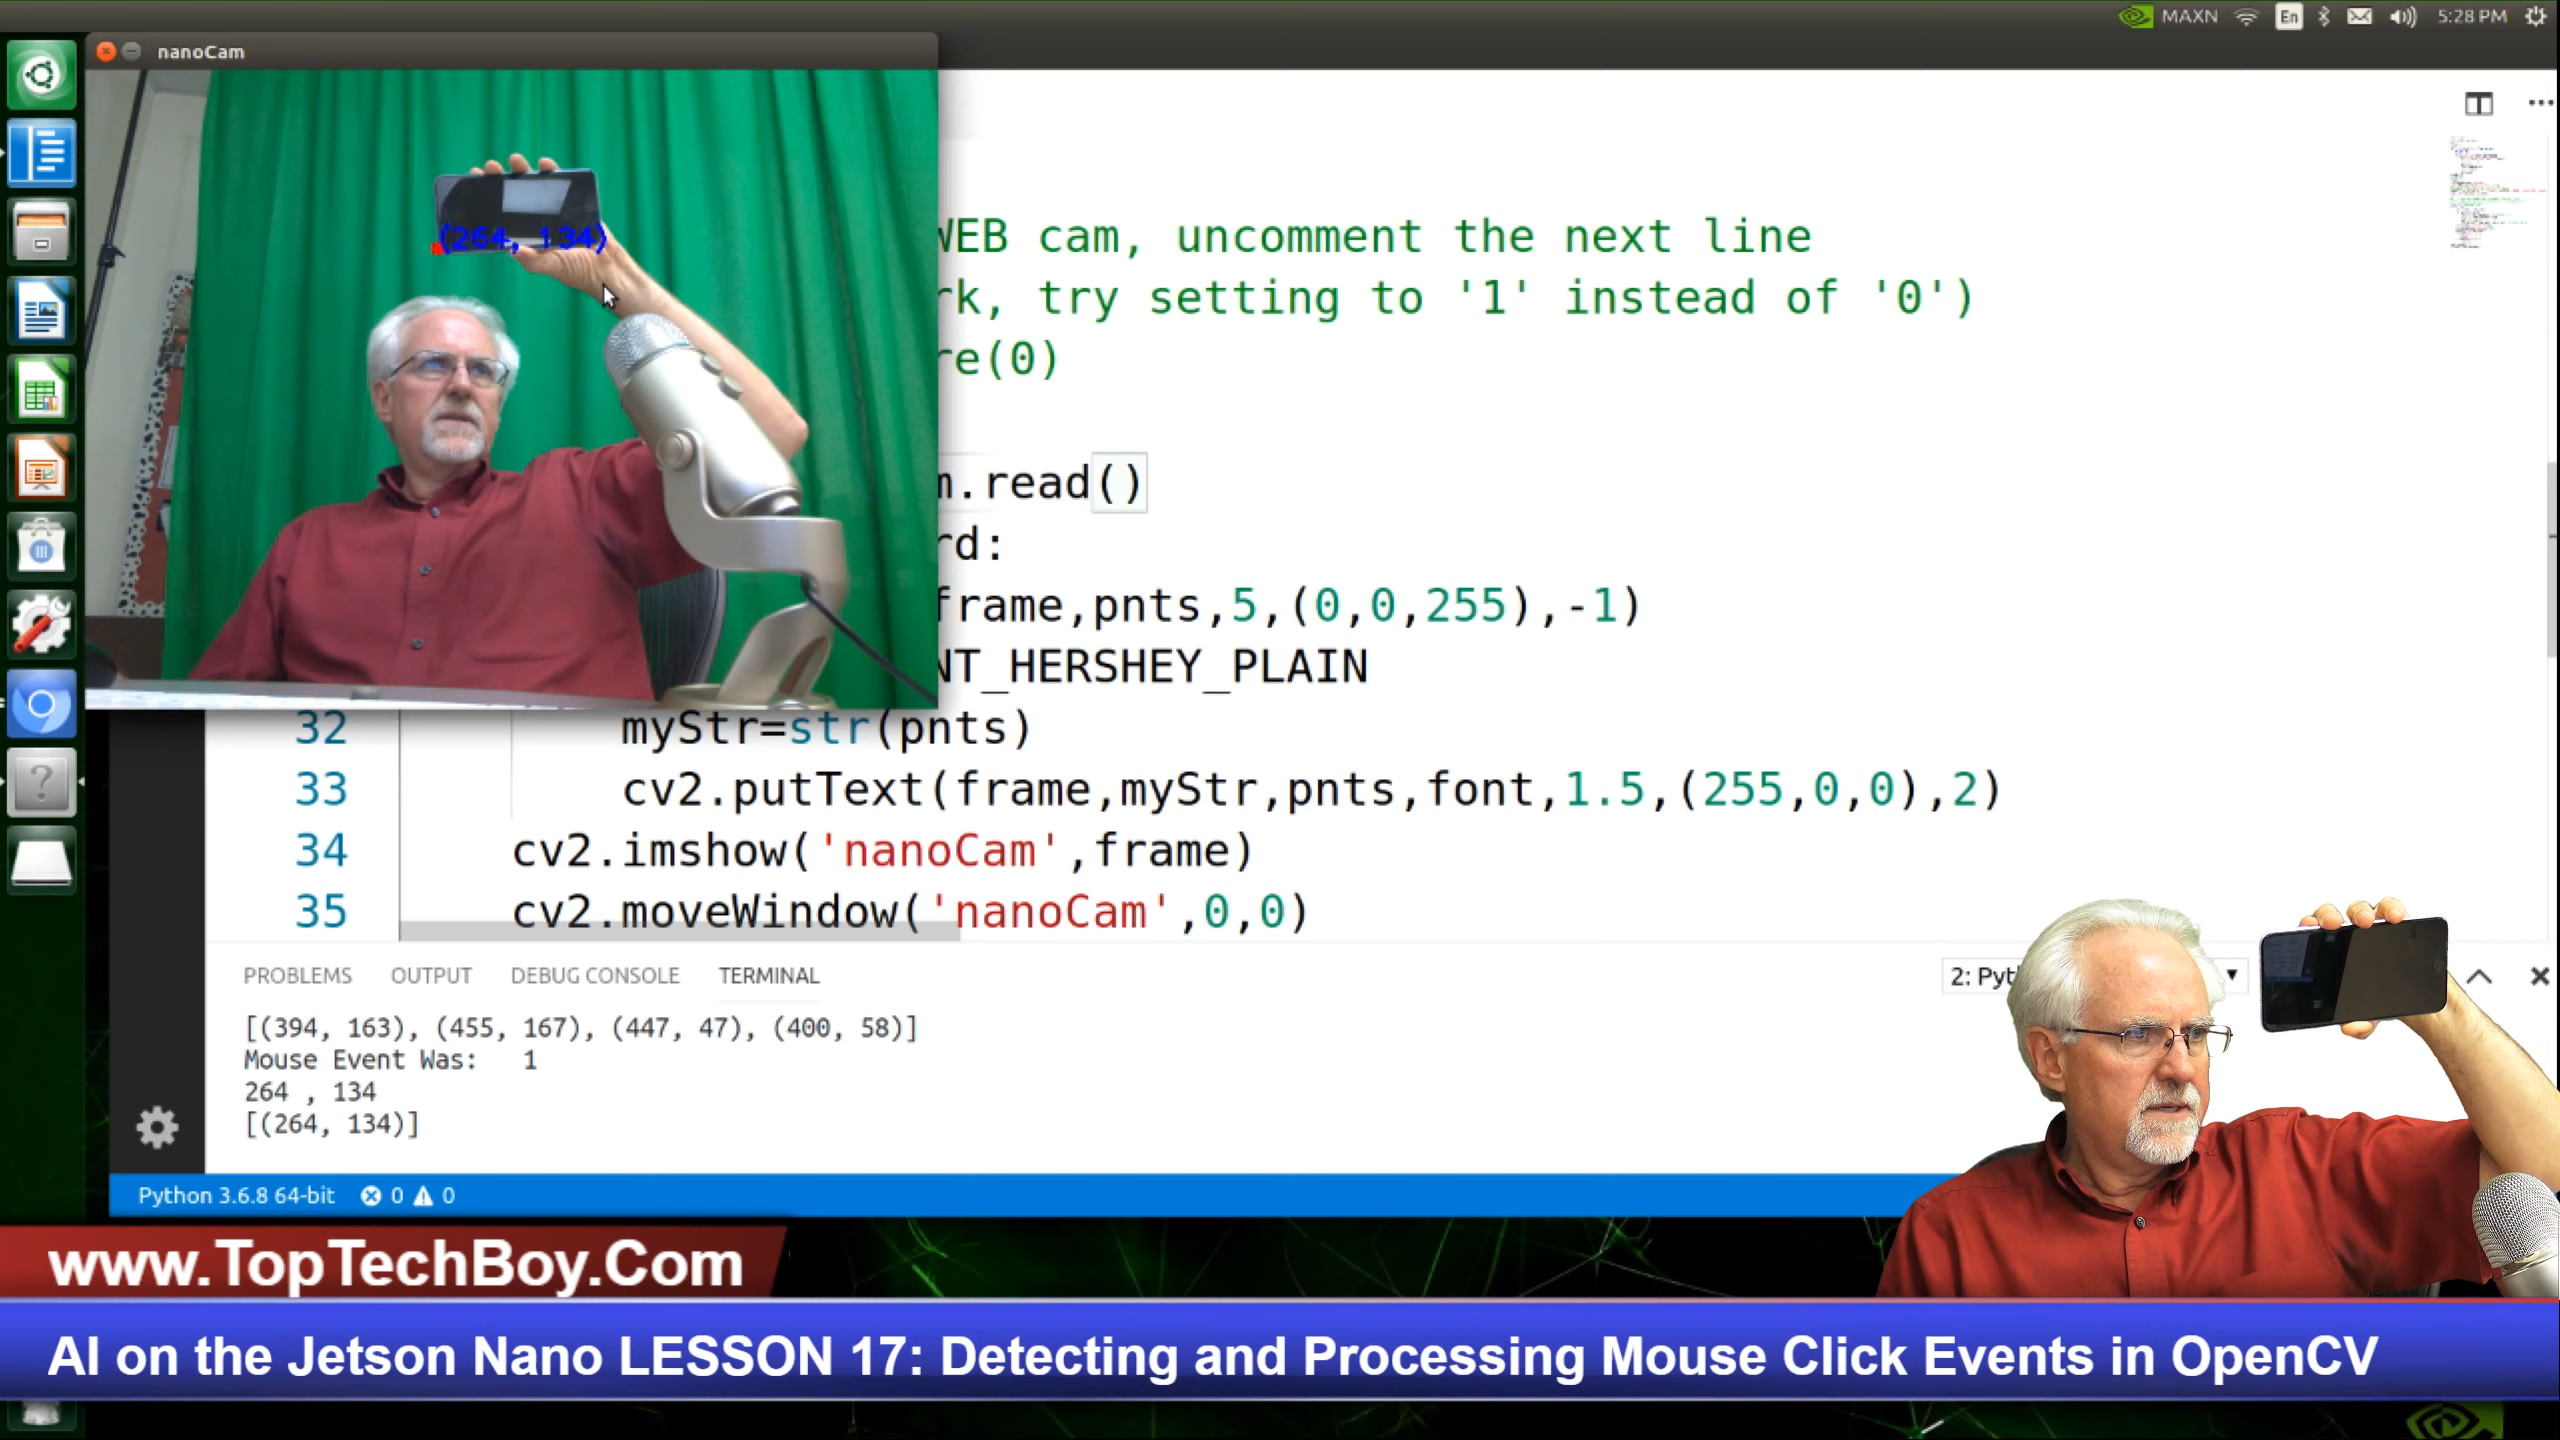 MAXN En 5:28 PM
nanoCam
(264, 134)
WEB cam, uncomment the next line
rk, try setting to '1' instead of '0')
re(0)
m.read()
rd:
frame,pnts,5,(0,0,255),-1)
NT_HERSHEY_PLAIN
32 myStr=str(pnts)
33 cv2.putText(frame,myStr,pnts,font,1.5,(255,0,0),2)
34 cv2.imshow('nanoCam',frame)
35 cv2.moveWindow('nanoCam',0,0)
PROBLEMS OUTPUT DEBUG CONSOLE TERMINAL 2: Pyt
[(394, 163), (455, 167), (447, 47), (400, 58)]
Mouse Event Was: 1
264 , 134
[(264, 134)]
Python 3.6.8 64-bit 0 0
www.TopTechBoy.Com
AI on the Jetson Nano LESSON 17: Detecting and Processing Mouse Click Events in OpenCV